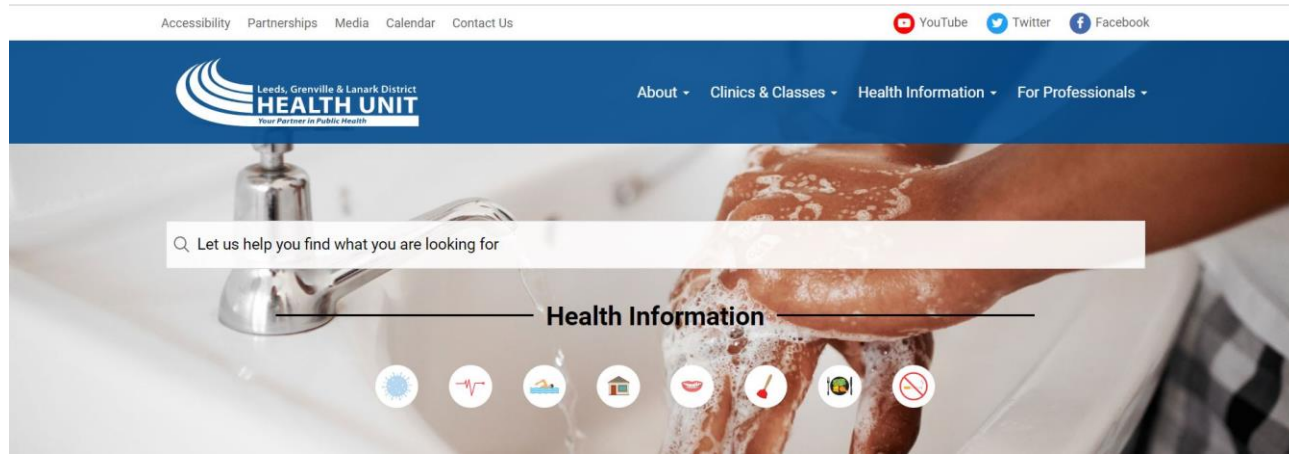 Accessibility Partnerships Media Calendar Contact Us YouTube Twitter Facebook
Leeds, Grenville & Lanark District
HEALTH UNIT
Your Partner in Public Health
About Clinics & Classes Health Information For Professionals
Let us help you find what you are looking for
Health Information